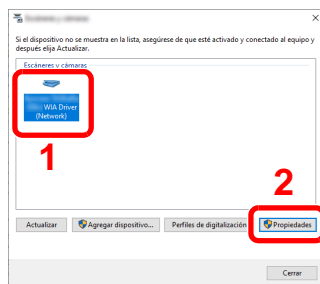 Si el dispositivo no se muestra en la lista, asegúrese de que esté activado y conectado al equipo y
después elija Actualizar.
Escáneres y cámaras
WIA Driver
(Network)
1
2
Actualizar
Agregar dispositivo...
Perfiles de digitalización
Propiedades
Cerrar